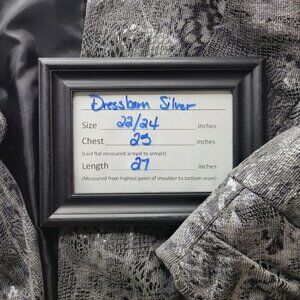 Dressbarn Silver
Size 22/24 inches
Chest 25 inches
(Laid flat measured armpit to armpit)
Length 27 inches
(Measured from highest point of shoulder to bottom seam)